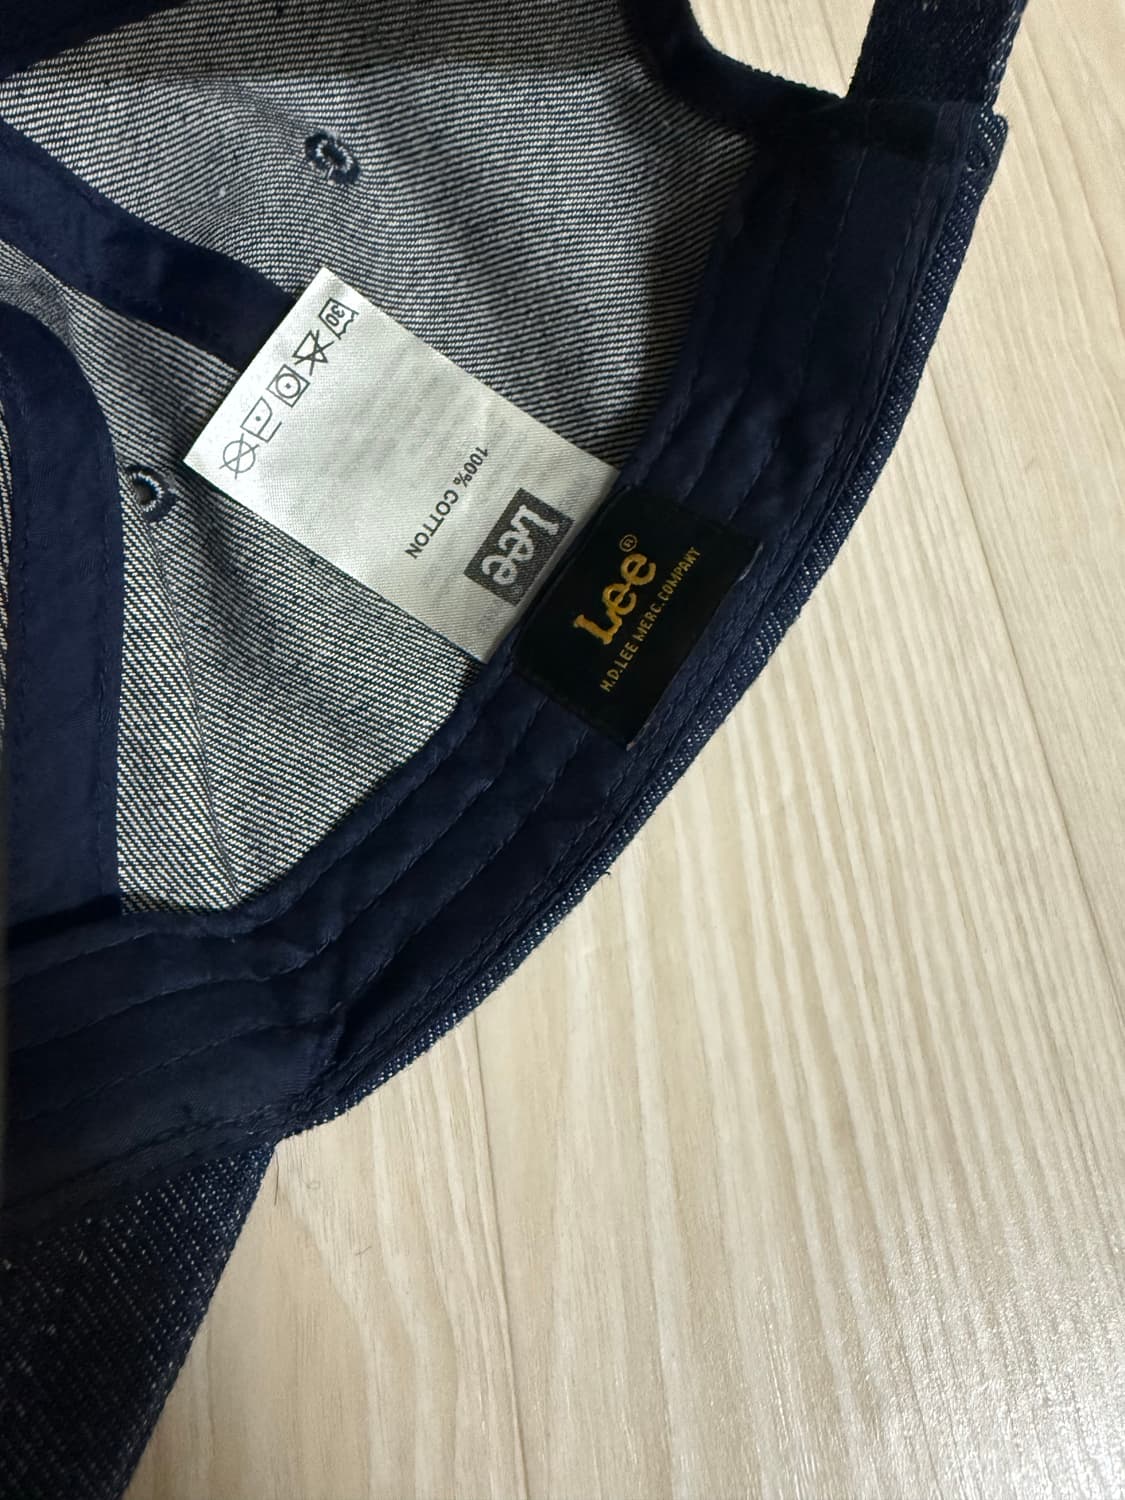 Lee®
H.D.LEE MERC.COMPANY
Lee
100% COTTON
30